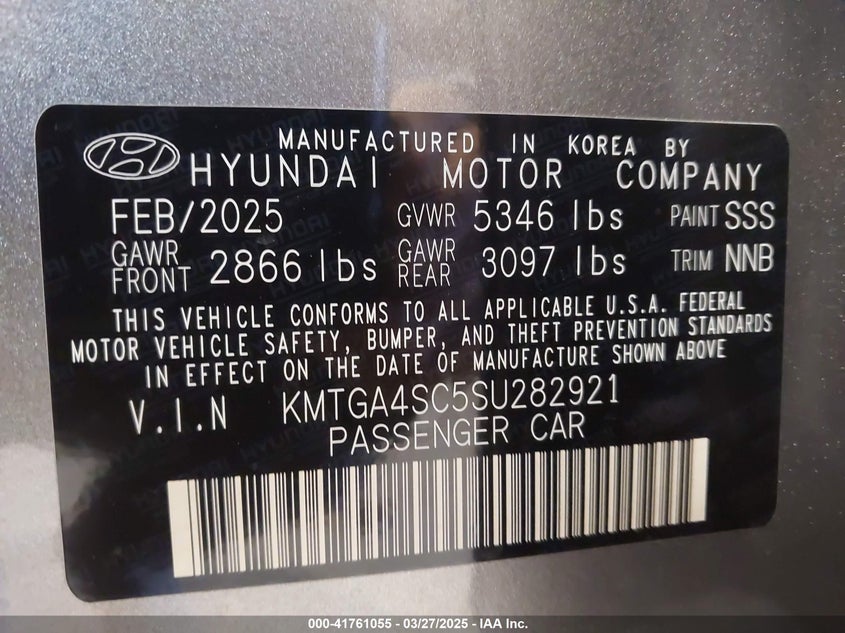 MANUFACTURED IN KOREA BY
HYUNDAI MOTOR COMPANY
FEB/2025 GVWR 5346 lbs PAINT SSS
GAWR FRONT 2866 lbs GAWR REAR 3097 lbs TRIM NNB
THIS VEHICLE CONFORMS TO ALL APPLICABLE U.S.A. FEDERAL
MOTOR VEHICLE SAFETY, BUMPER, AND THEFT PREVENTION STANDARDS
IN EFFECT ON THE DATE OF MANUFACTURE SHOWN ABOVE
V.I.N KMTGA4SC5SU282921
PASSENGER CAR
000-41761055 — 03/27/2025 — IAA Inc.